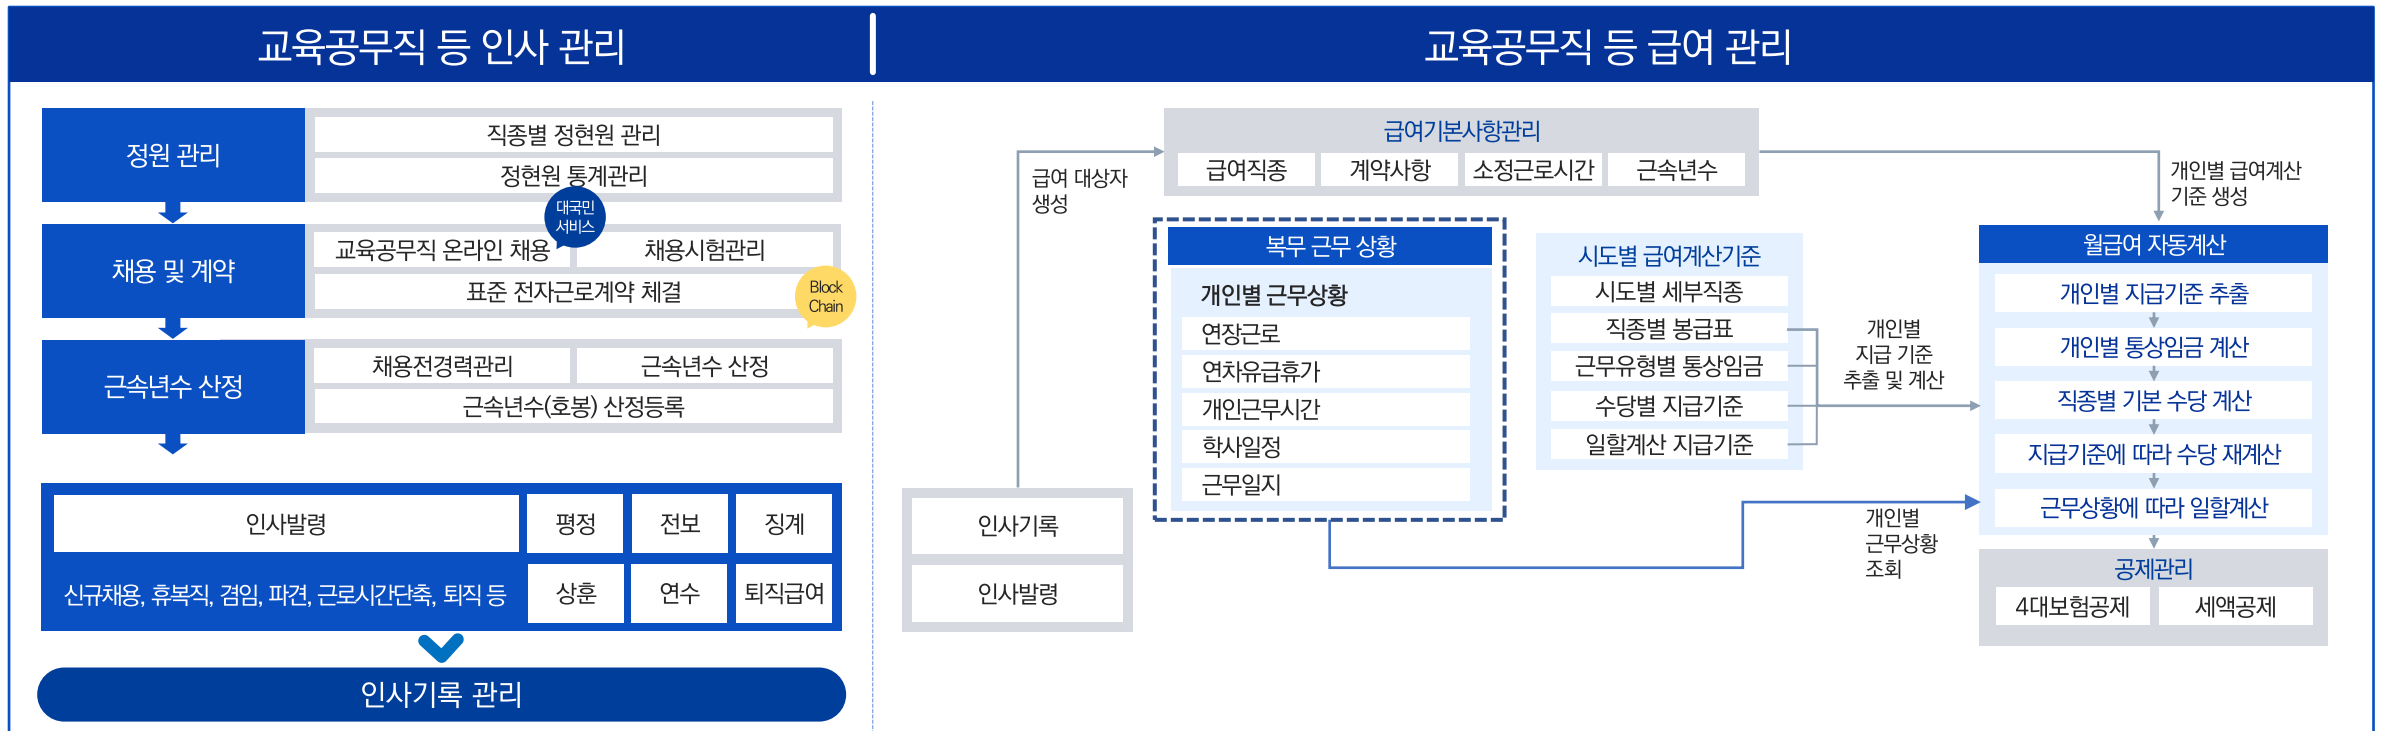 교육공무직 등 인사 관리
교육공무직 등 급여 관리
정원 관리
직종별 정현원 관리
정현원 통계관리
대국민
서비스
채용 및 계약
교육공무직 온라인 채용
채용시험관리
표준 전자근로계약 체결
Block
Chain
근속년수 산정
채용전경력관리
근속년수 산정
근속년수(호봉) 산정등록
인사발령
평정
전보
징계
신규채용, 휴복직, 겸임, 파견, 근로시간단축, 퇴직 등
상훈
연수
퇴직급여
인사기록 관리
인사기록
인사발령
급여 대상자
생성
급여기본사항관리
급여직종
계약사항
소정근로시간
근속년수
복무 근무 상황
개인별 근무상황
연장근로
연차유급휴가
개인근무시간
학사일정
근무일지
시도별 급여계산기준
시도별 세부직종
직종별 봉급표
근무유형별 통상임금
수당별 지급기준
일할계산 지급기준
개인별
지급 기준
추출 및 계산
개인별
근무상황
조회
개인별 급여계산
기준 생성
월급여 자동계산
개인별 지급기준 추출
개인별 통상임금 계산
직종별 기본 수당 계산
지급기준에 따라 수당 재계산
근무상황에 따라 일할계산
공제관리
4대보험공제
세액공제